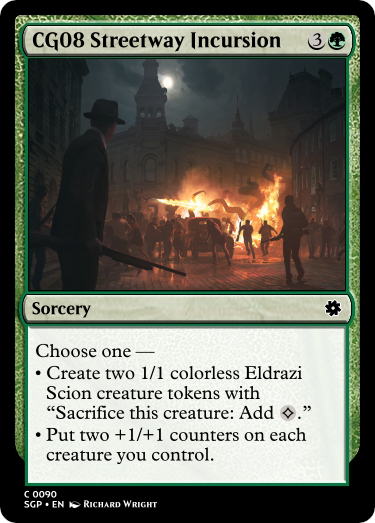 CG08 Streetway Incursion 3
Sorcery
Choose one —
• Create two 1/1 colorless Eldrazi
Scion creature tokens with
“Sacrifice this creature: Add ◇.”
• Put two +1/+1 counters on each
creature you control.
C 0090
SGP • EN Richard Wright